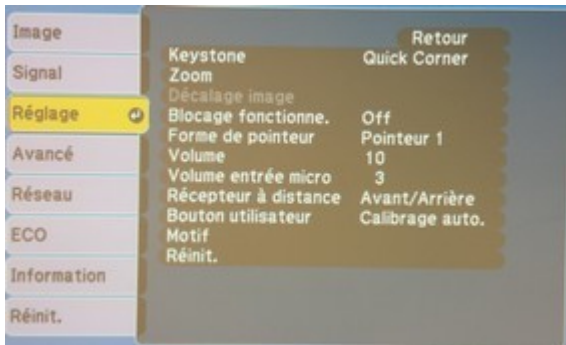 Image
Signal
Réglage
Avancé
Réseau
ECO
Information
Réinit.
Retour
Keystone Quick Corner
Zoom
Décalage image
Blocage fonctionne. Off
Forme de pointeur Pointeur 1
Volume 10
Volume entrée micro 3
Récepteur à distance Avant/Arrière
Bouton utilisateur Calibrage auto.
Motif
Réinit.